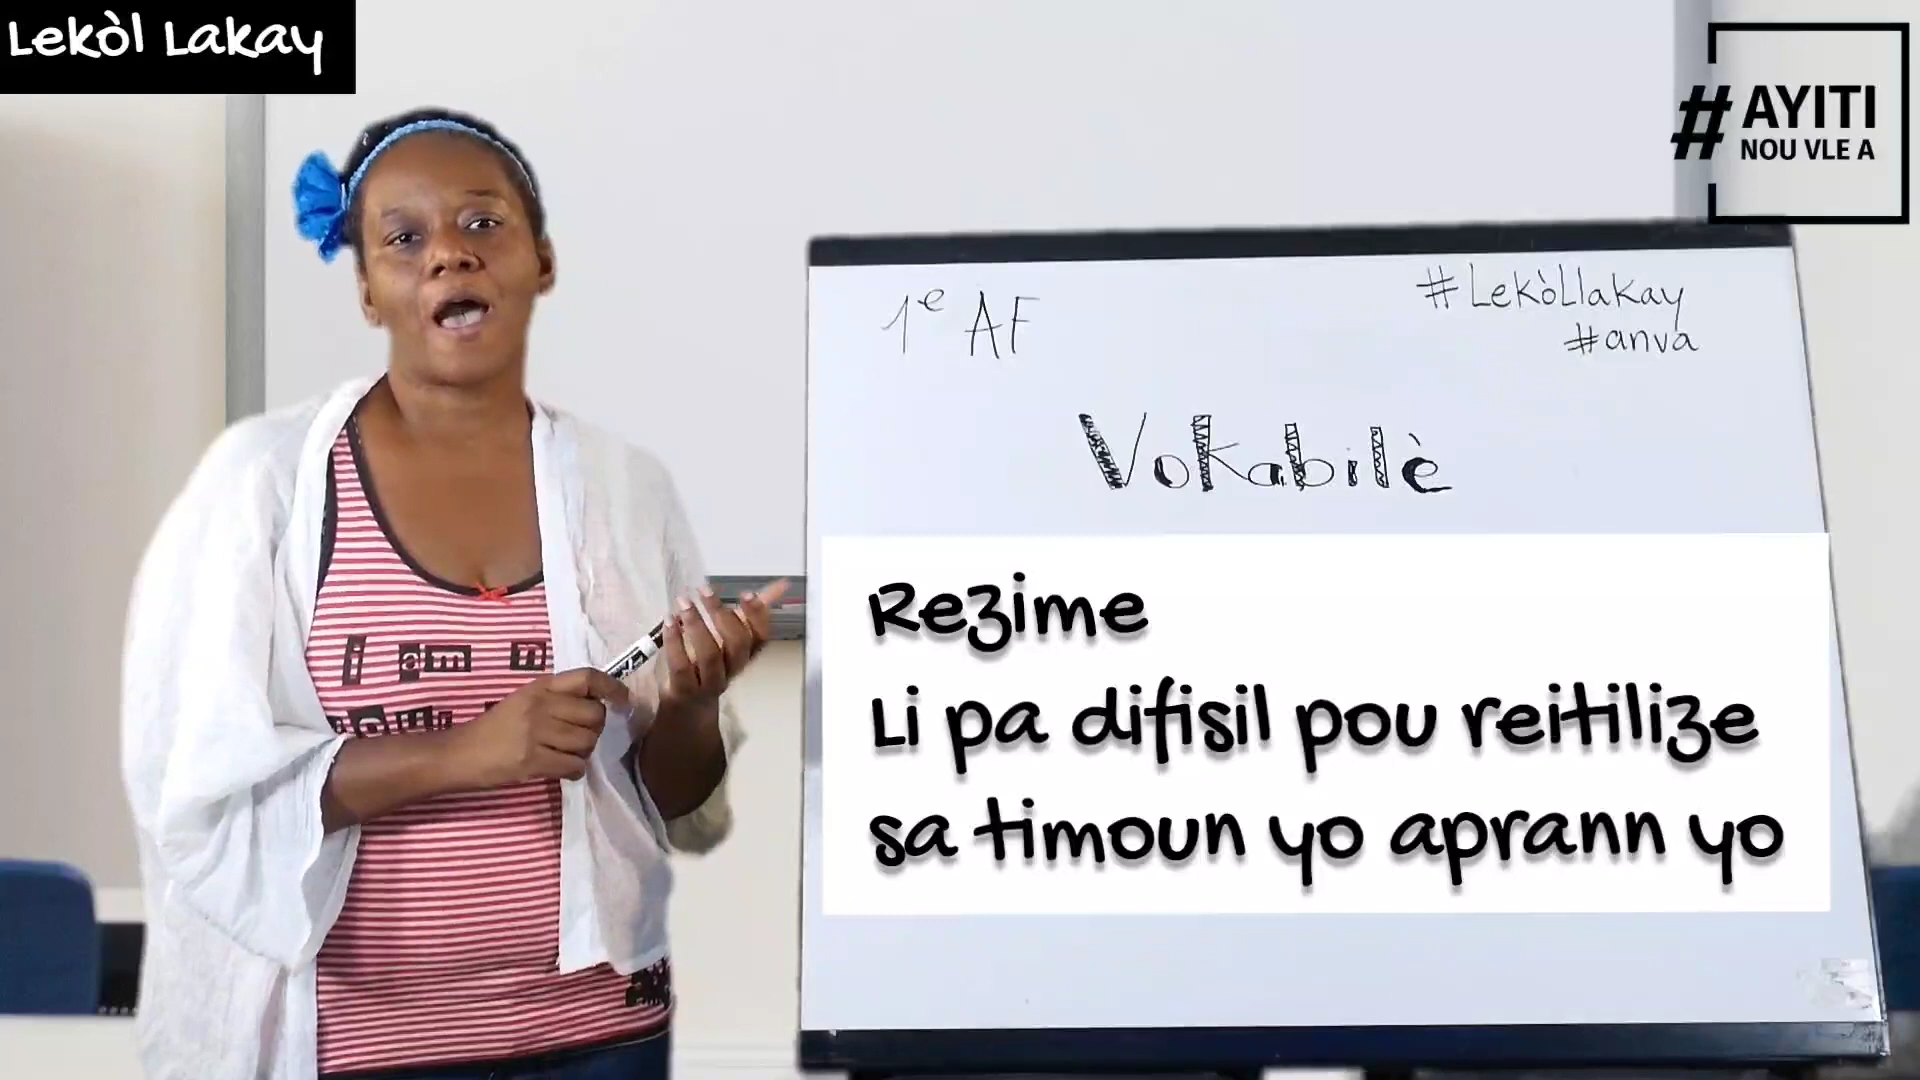 Lekòl Lakay
#AYITI
NOU VLE A
1e AF
#LekòLlakay
#anva
Vokabilè
Rezime
Li pa difisil pou reitilize
sa timoun yo aprann yo
i am n